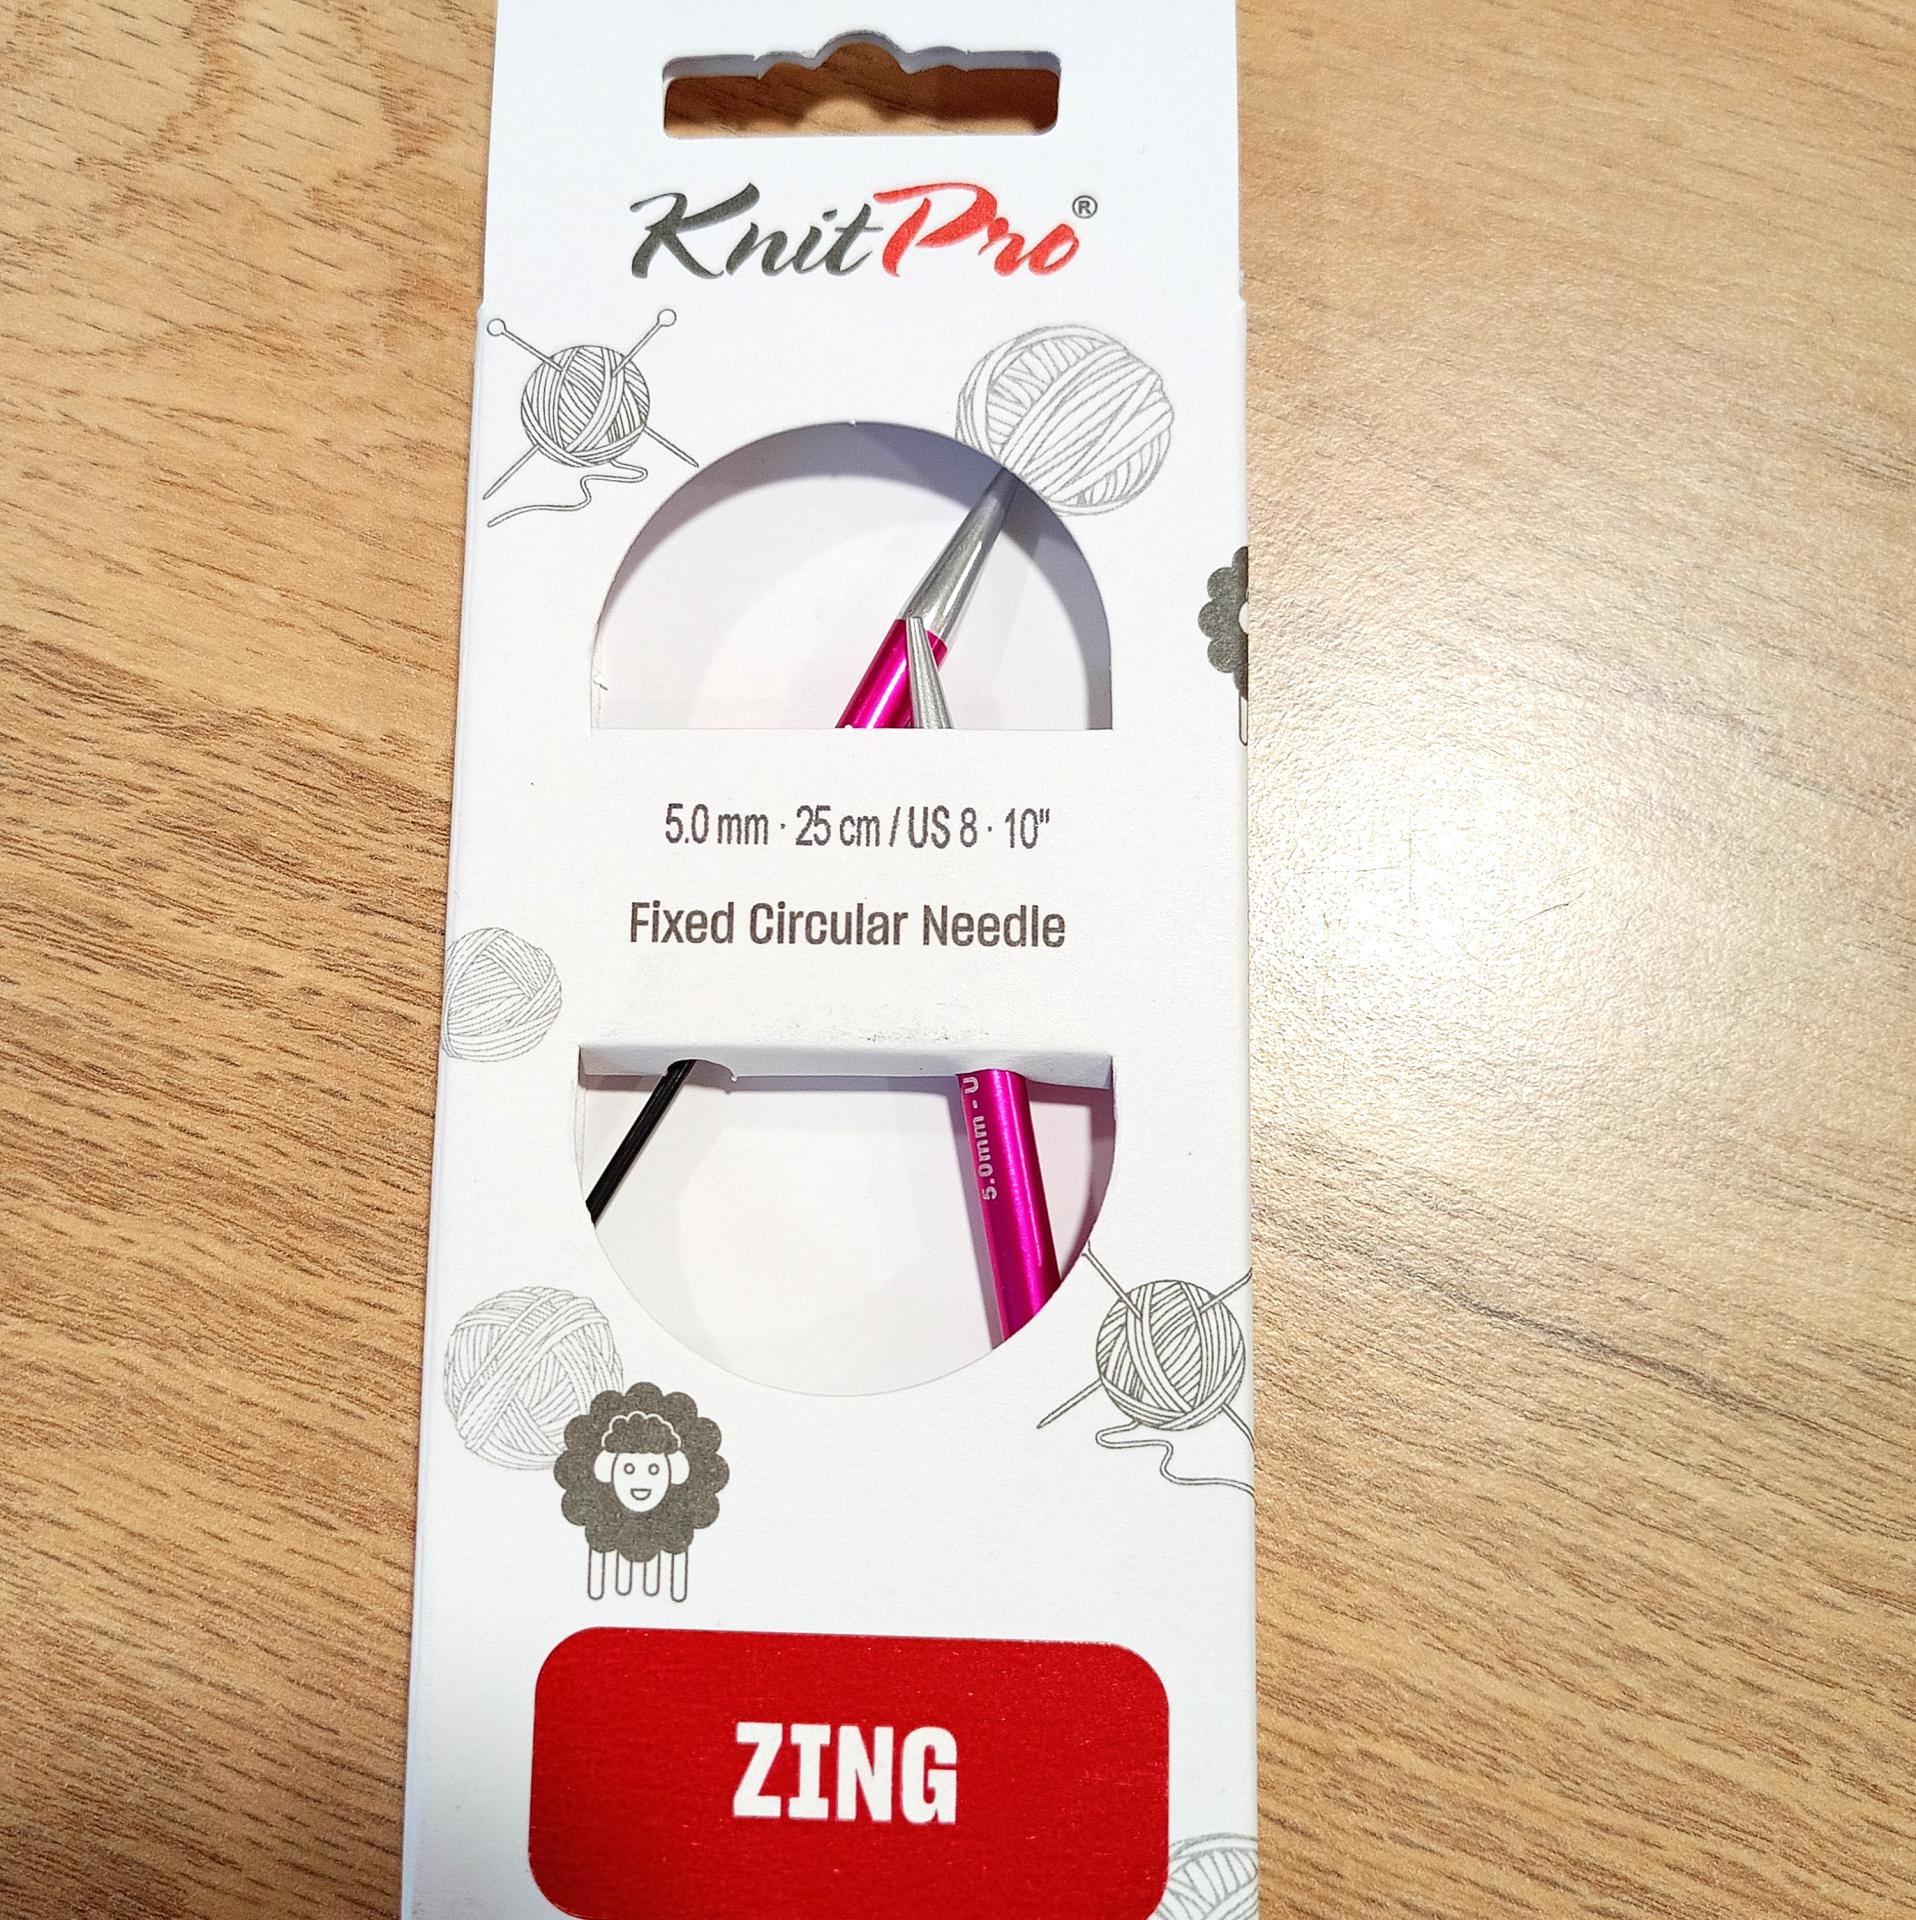 KnitPro®
5.0 mm · 25 cm / US 8 · 10"
Fixed Circular Needle
5.0mm - U
ZING